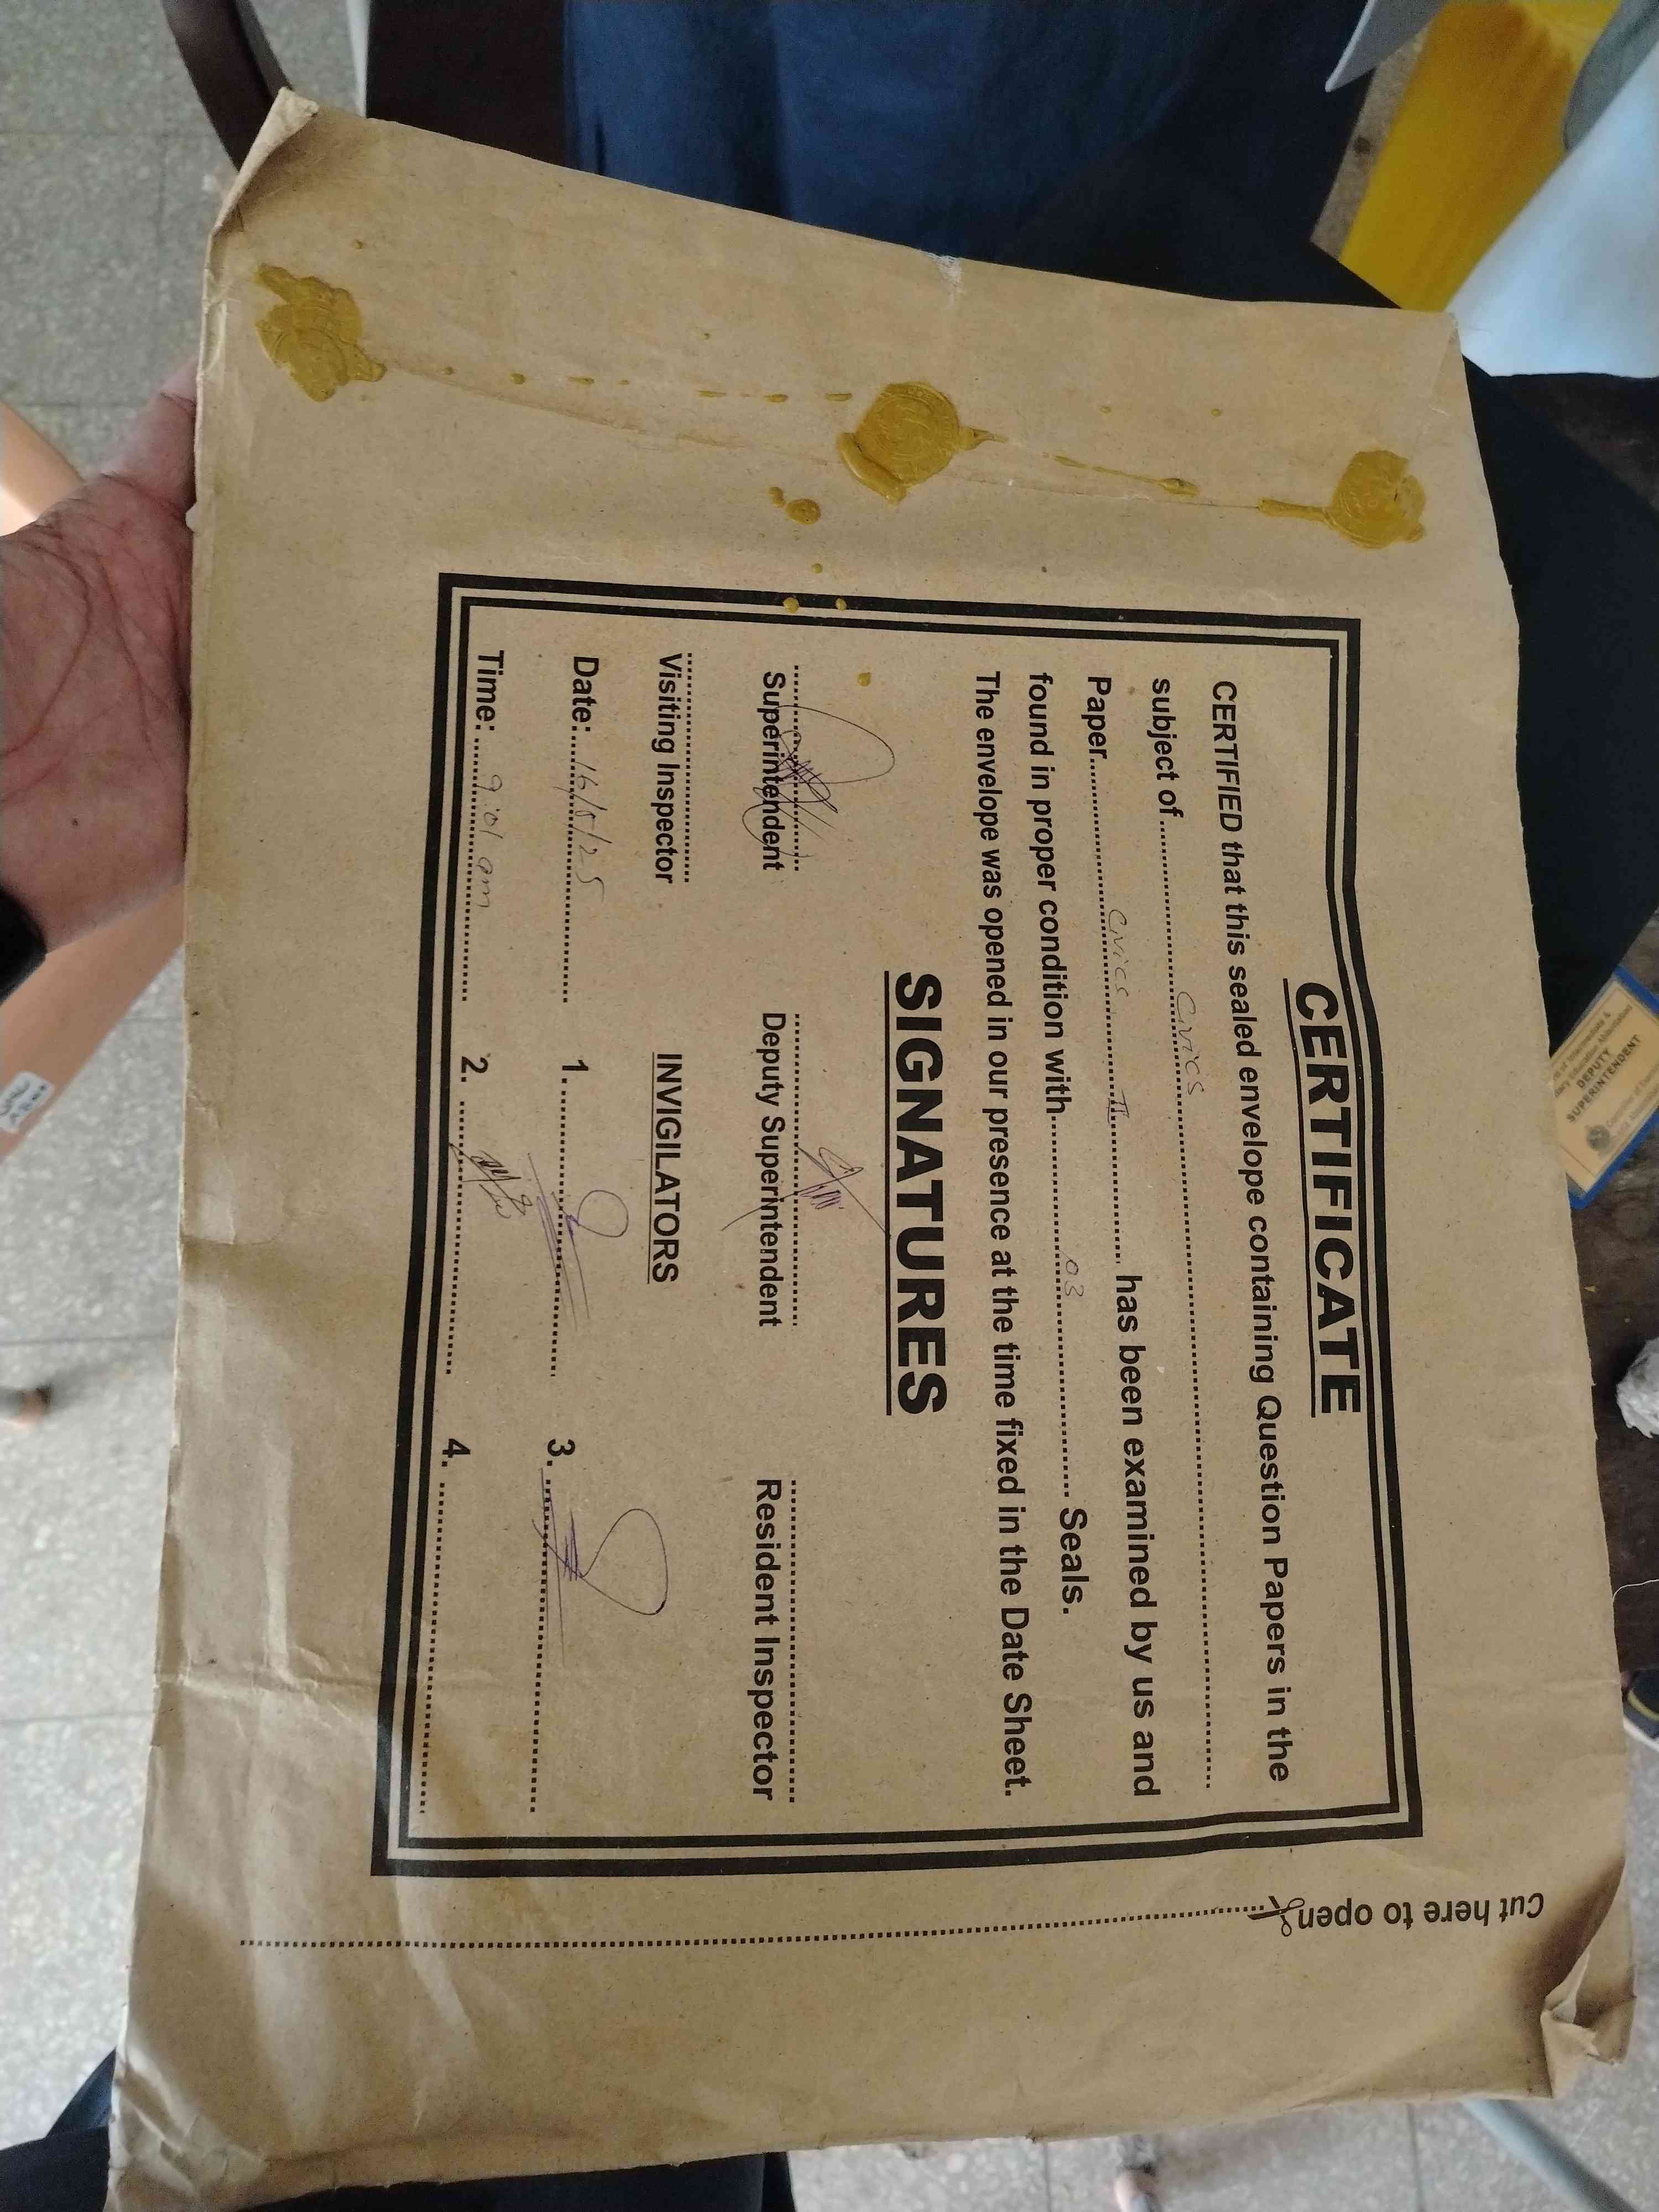 CERTIFICATE
CERTIFIED that this sealed envelope containing Question Papers in the
subject of.......... Civics ..........
Paper.......... Civics II .......... has been examined by us and
found in proper condition with.......... 03 .......... Seals.
The envelope was opened in our presence at the time fixed in the Date Sheet.
SIGNATURES
Superintendent Deputy Superintendent Resident Inspector
Visiting Inspector INVIGILATORS
Date: 16/5/25 1. 3.
Time: 9:01 am 2. 4.
Cut here to open
DEPUTY
SUPERINTENDENT